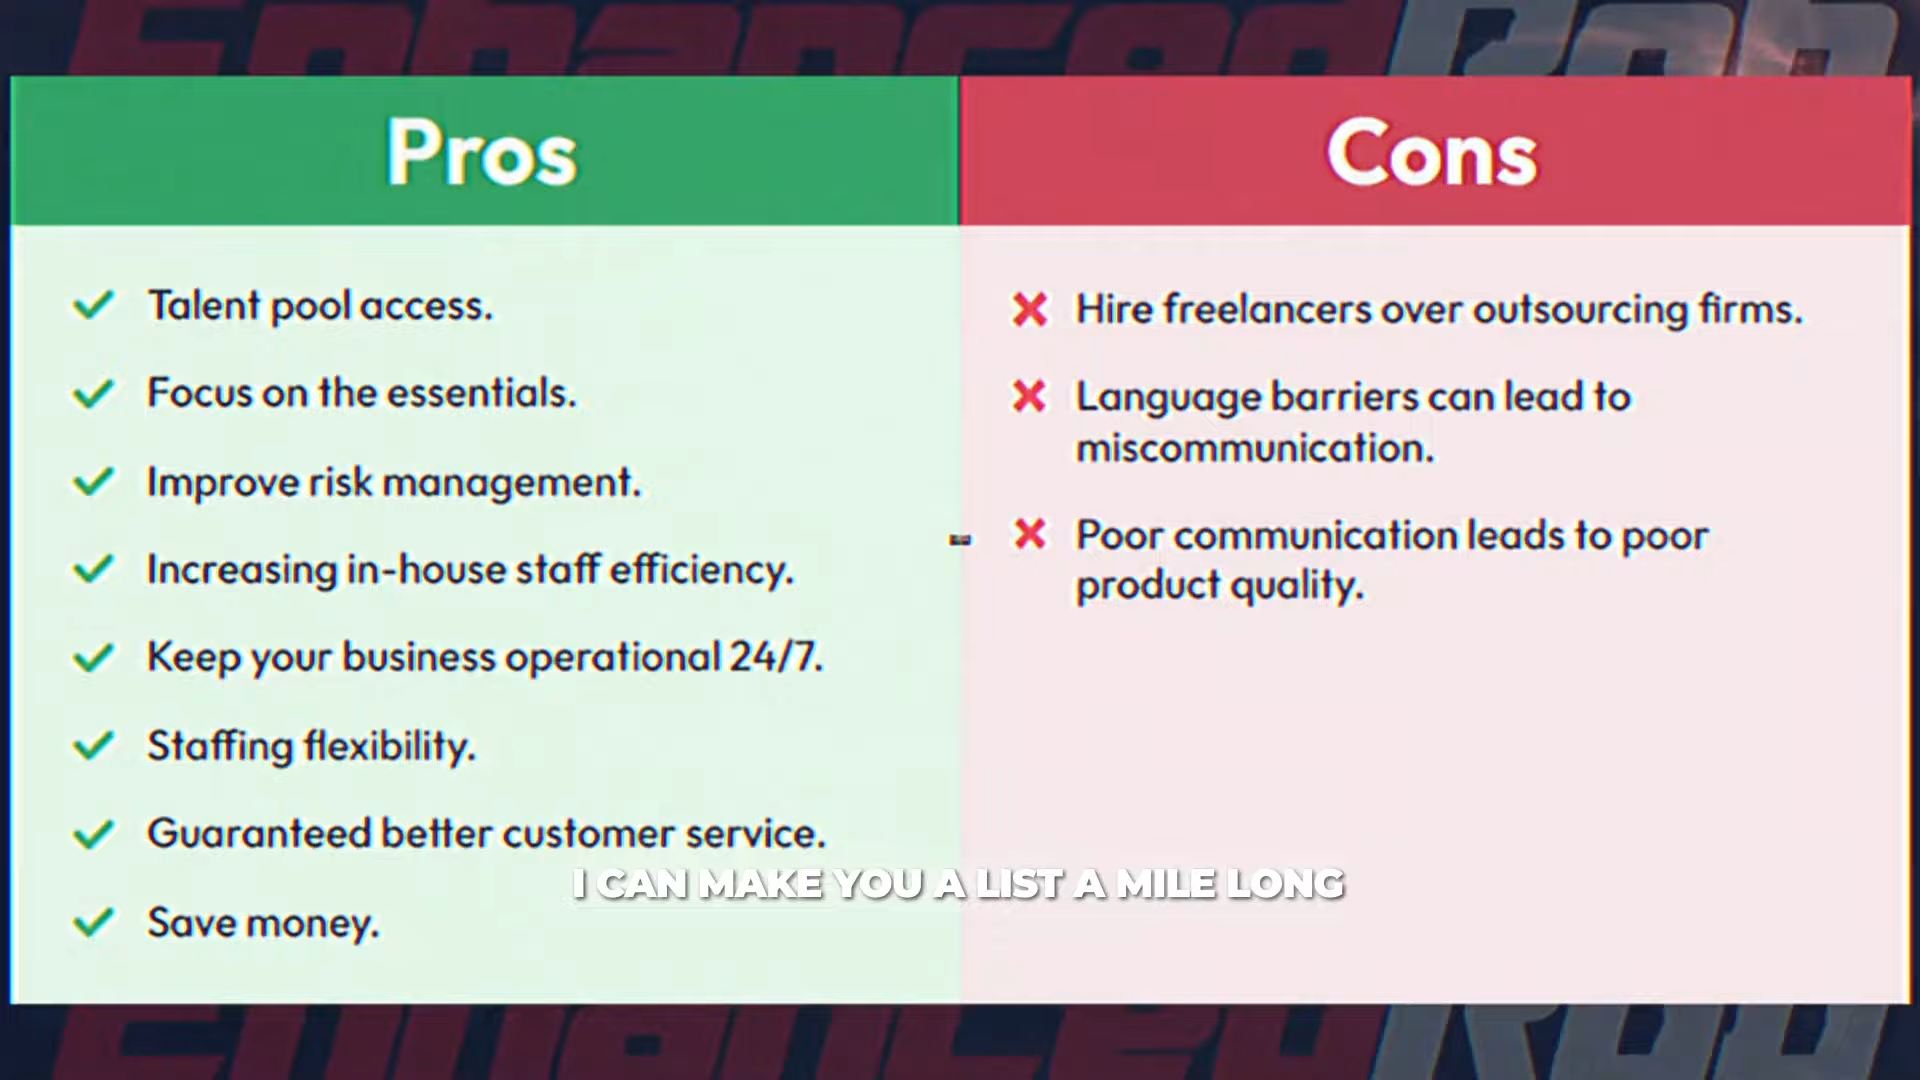 EnhancedRob
Pros
Cons
Talent pool access.
Focus on the essentials.
Improve risk management.
Increasing in-house staff efficiency.
Keep your business operational 24/7.
Staffing flexibility.
Guaranteed better customer service.
Save money.
Hire freelancers over outsourcing firms.
Language barriers can lead to
miscommunication.
Poor communication leads to poor
product quality.
I CAN MAKE YOU A LIST A MILE LONG
EnhancedRob